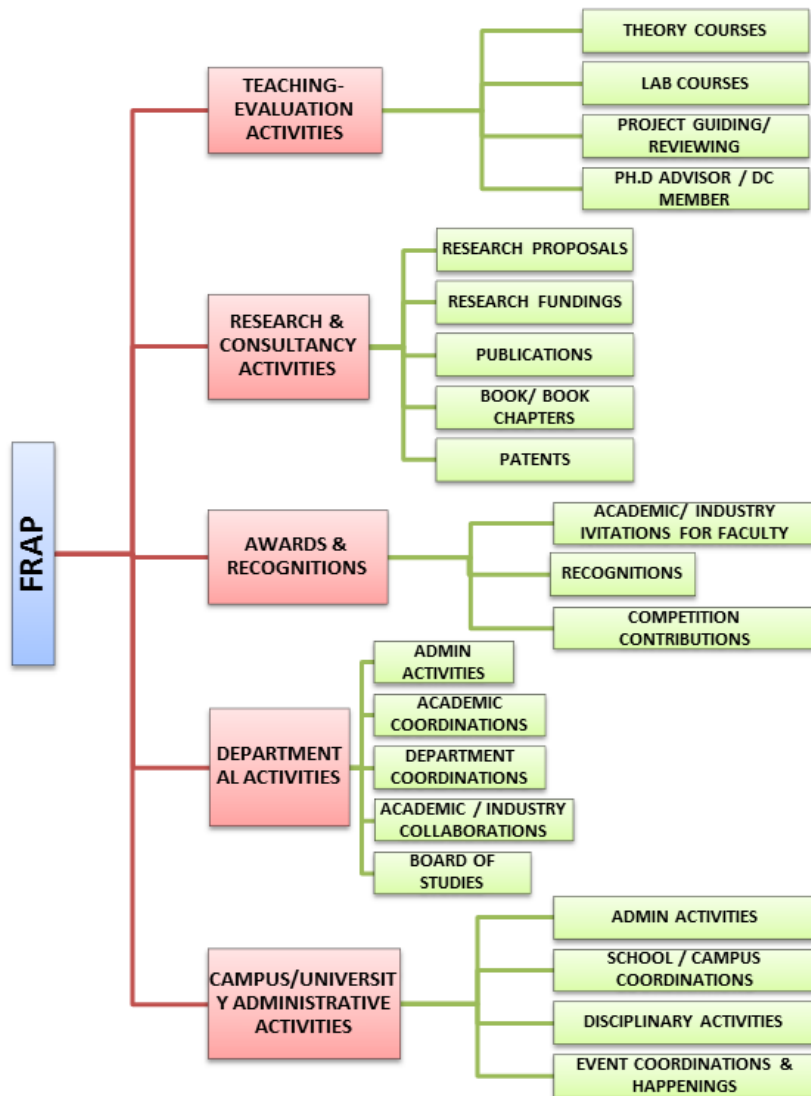 FRAP
TEACHING-
EVALUATION
ACTIVITIES
THEORY COURSES
LAB COURSES
PROJECT GUIDING/
REVIEWING
PH.D ADVISOR / DC
MEMBER
RESEARCH &
CONSULTANCY
ACTIVITIES
RESEARCH PROPOSALS
RESEARCH FUNDINGS
PUBLICATIONS
BOOK/ BOOK
CHAPTERS
PATENTS
AWARDS &
RECOGNITIONS
ACADEMIC/ INDUSTRY
IVITATIONS FOR FACULTY
RECOGNITIONS
COMPETITION
CONTRIBUTIONS
DEPARTMENT
AL ACTIVITIES
ADMIN
ACTIVITIES
ACADEMIC
COORDINATIONS
DEPARTMENT
COORDINATIONS
ACADEMIC / INDUSTRY
COLLABORATIONS
BOARD OF
STUDIES
CAMPUS/UNIVERSIT
Y ADMINISTRATIVE
ACTIVITIES
ADMIN ACTIVITIES
SCHOOL / CAMPUS
COORDINATIONS
DISCIPLINARY ACTIVITIES
EVENT COORDINATIONS &
HAPPENINGS